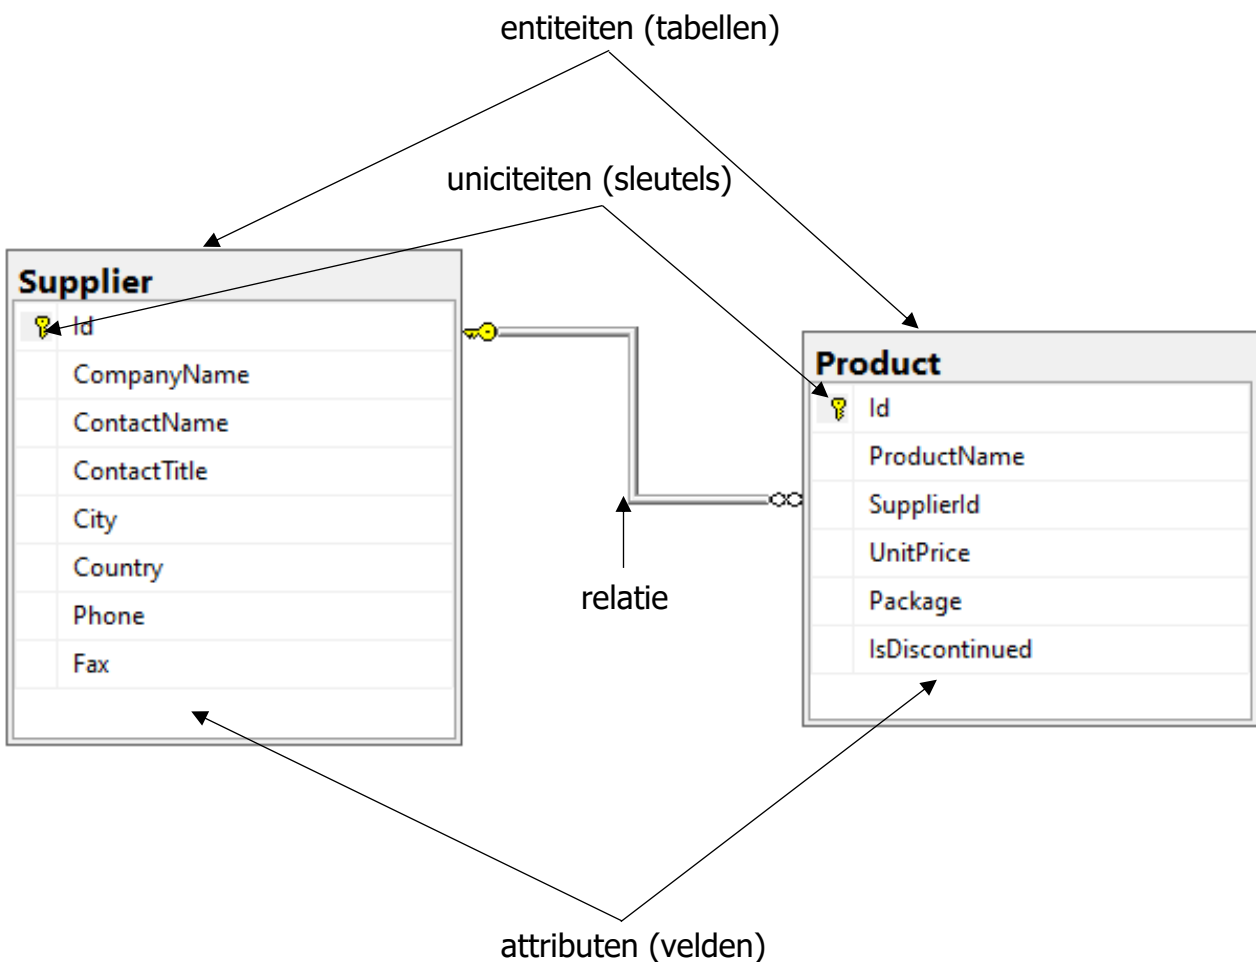 entiteiten (tabellen)
uniciteiten (sleutels)
Supplier
Id
CompanyName
ContactName
ContactTitle
City
Country
Phone
Fax
relatie
Product
Id
ProductName
SupplierId
UnitPrice
Package
IsDiscontinued
attributen (velden)